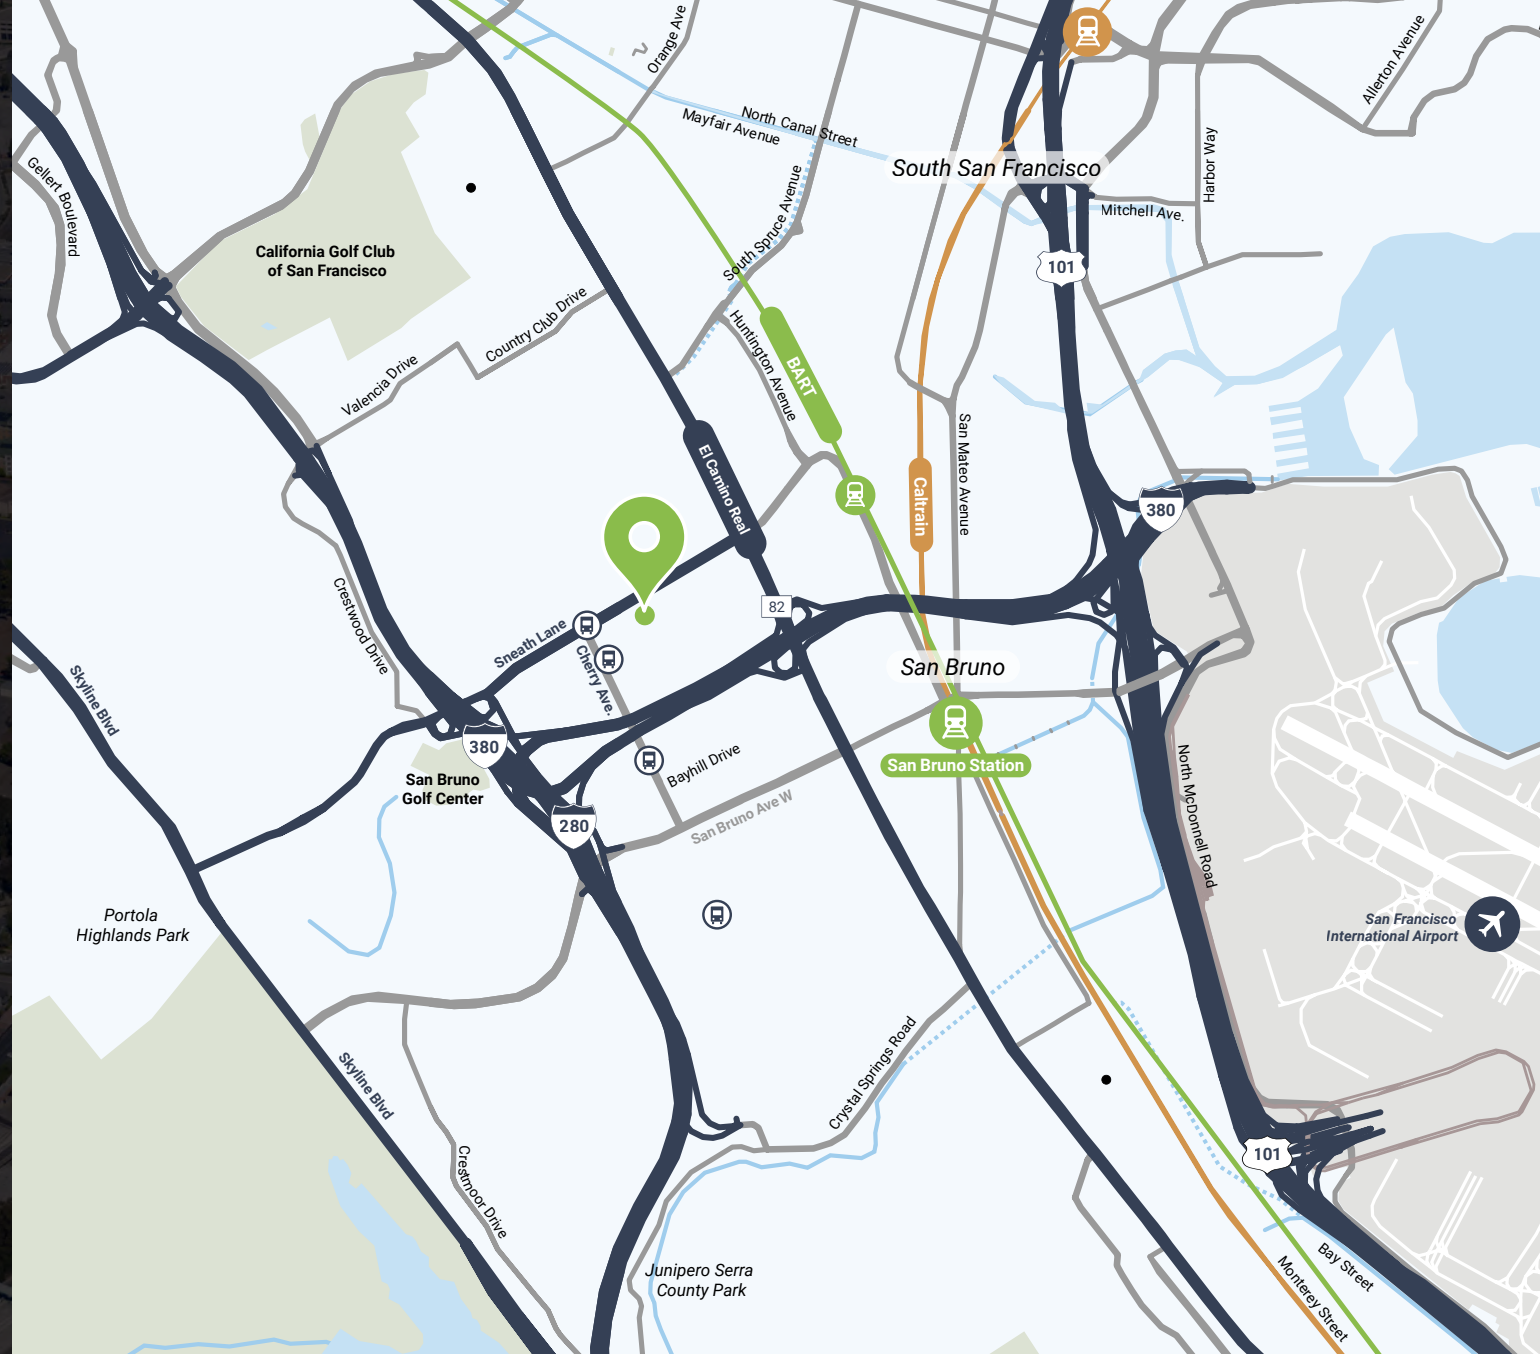 Orange Ave
Allerton Avenue
North Canal Street
Mayfair Avenue
Harbor Way
South San Francisco
Gellert Boulevard
South Spruce Avenue
Mitchell Ave.
California Golf Club
of San Francisco
101
Country Club Drive
Huntington Avenue
BART
Valencia Drive
San Mateo Avenue
El Camino Real
Caltrain
380
Crestwood Drive
82
Sneath Lane
San Bruno
Cherry Ave.
Skyline Blvd
380
San Bruno Station
Bayhill Drive
San Bruno
Golf Center
San Bruno Ave W
280
North McDonnell Road
Portola
Highlands Park
San Francisco
International Airport
Crystal Springs Road
Skyline Blvd
101
Crestmoor Drive
Junipero Serra
County Park
Bay Street
Monterey Street